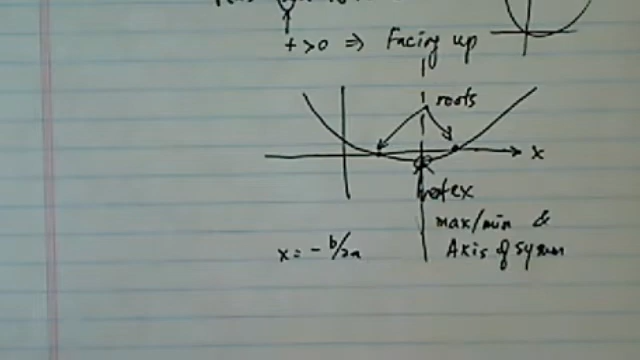 + > 0 ⇒ Facing up
roots
x
vertex
max/min &
x = - b/2a
Axis of symm